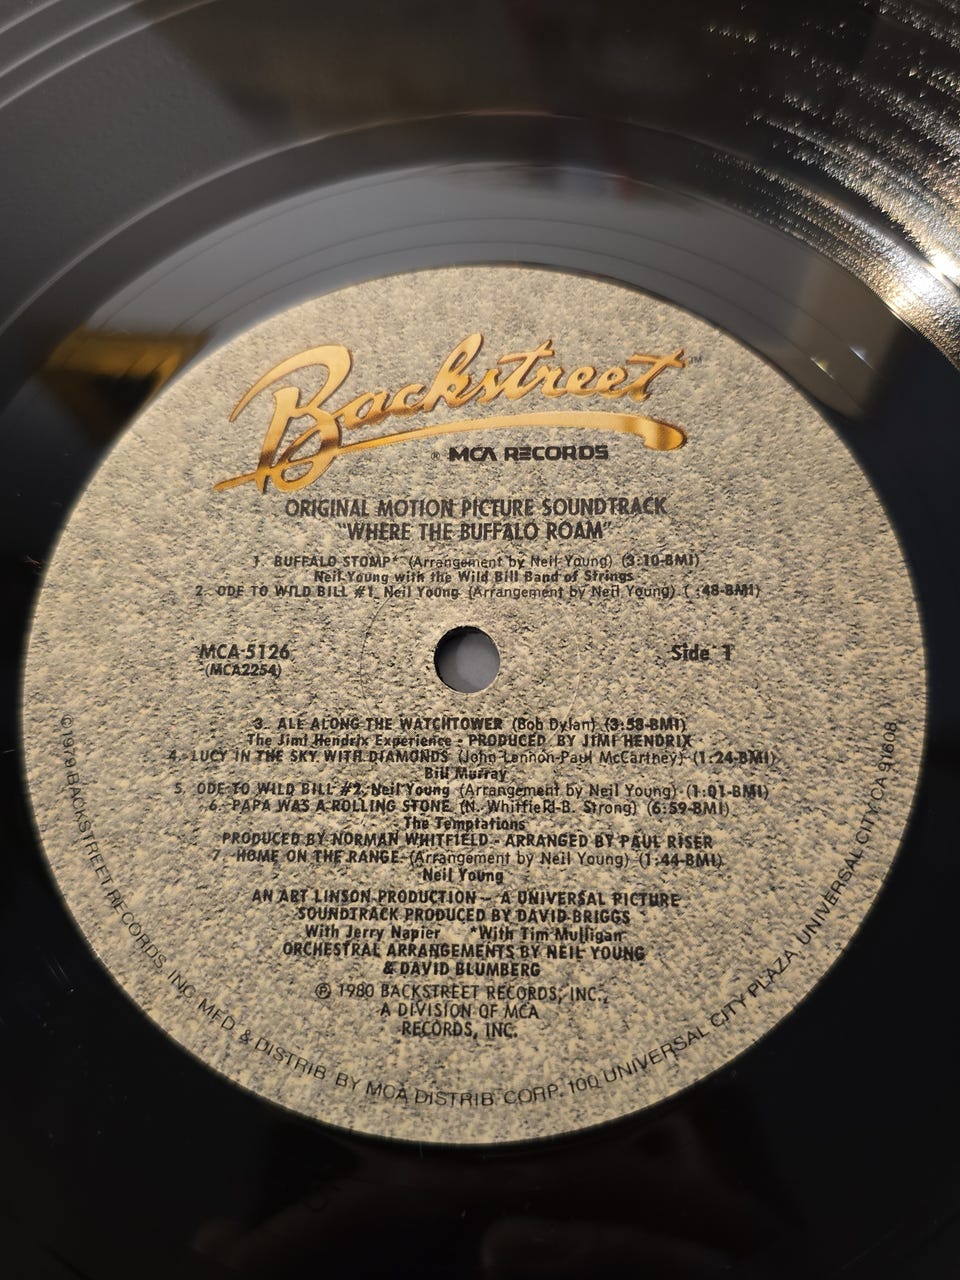 Backstreet™
® MCA RECORDS
ORIGINAL MOTION PICTURE SOUNDTRACK
"WHERE THE BUFFALO ROAM"
1. BUFFALO STOMP* (Arrangement by Neil Young) (3:10-BMI)
Neil Young with the Wild Bill Band of Strings
2. ODE TO WILD BILL #1 Neil Young (Arrangement by Neil Young) ( :48-BMI)
MCA-5126
(MCA2254)
Side 1
3. ALL ALONG THE WATCHTOWER (Bob Dylan) (3:58-BMI)
The Jimi Hendrix Experience - PRODUCED BY JIMI HENDRIX
4. LUCY IN THE SKY WITH DIAMONDS (John Lennon-Paul McCartney) (1:24-BMI)
Bill Murray
5. ODE TO WILD BILL #2 Neil Young (Arrangement by Neil Young) (1:01-BMI)
6. PAPA WAS A ROLLING STONE (N. Whitfield-B. Strong) (6:59-BMI)
The Temptations
PRODUCED BY NORMAN WHITFIELD - ARRANGED BY PAUL RISER
7. HOME ON THE RANGE (Arrangement by Neil Young) (1:44-BMI)
Neil Young
AN ART LINSON PRODUCTION - A UNIVERSAL PICTURE
SOUNDTRACK PRODUCED BY DAVID BRIGGS
With Jerry Napier *With Tim Mulligan
ORCHESTRAL ARRANGEMENTS BY NEIL YOUNG
& DAVID BLUMBERG
℗ 1980 BACKSTREET RECORDS, INC.,
A DIVISION OF MCA
RECORDS, INC.
©1979 BACKSTREET RECORDS, INC. MFD & DISTRIB. BY MCA DISTRIB. CORP. 100 UNIVERSAL CITY PLAZA, UNIVERSAL CITY, CA 91608